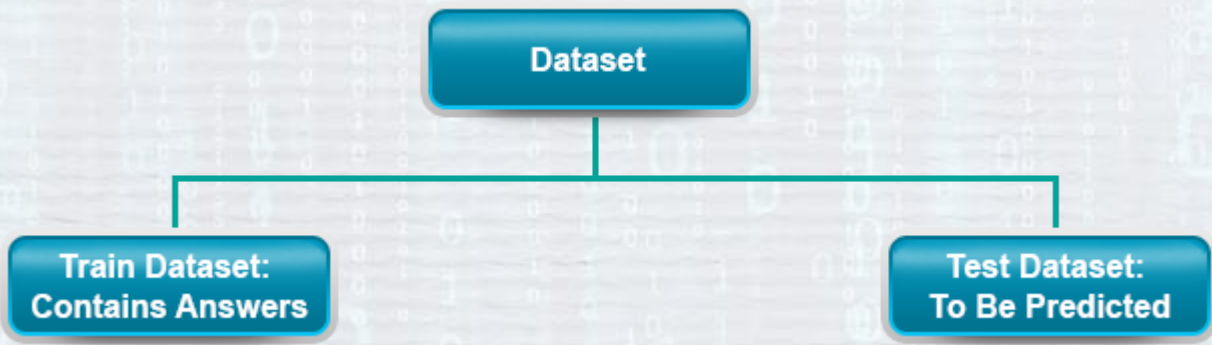 Dataset
Train Dataset:
Contains Answers
Test Dataset:
To Be Predicted